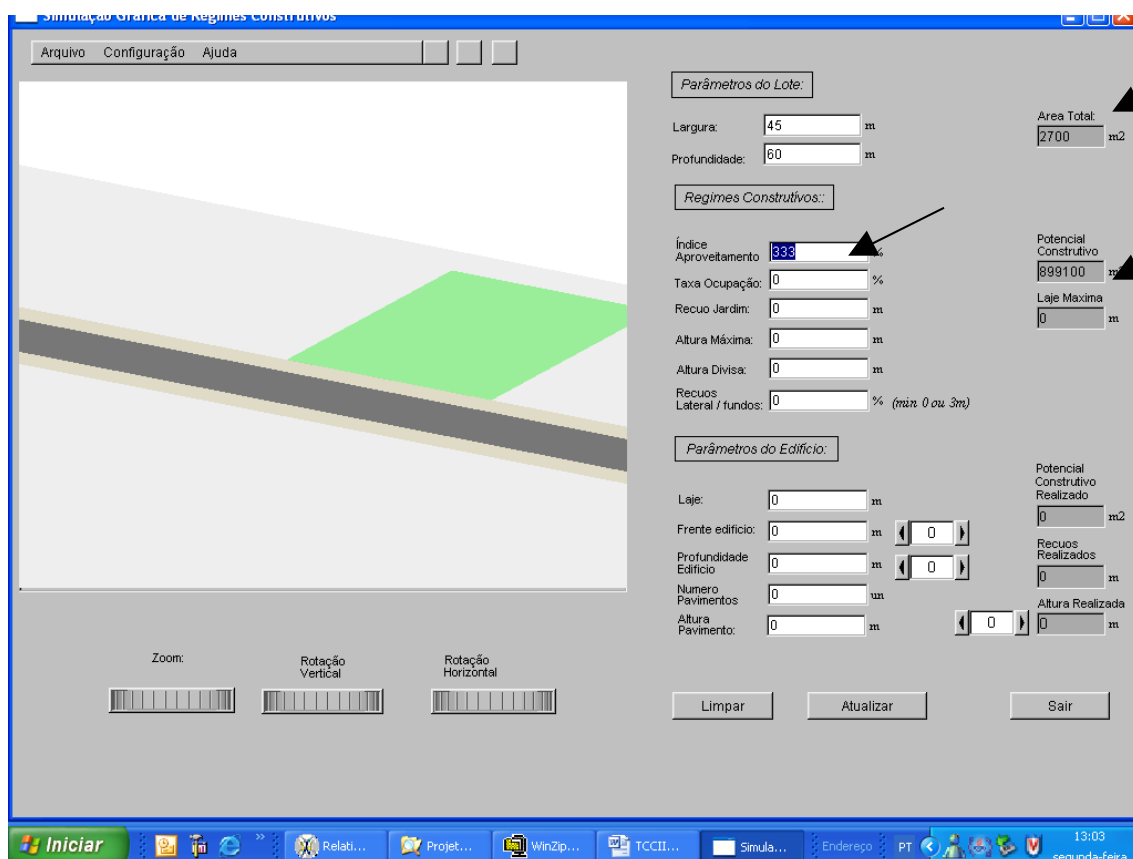 Simulação Gráfica de Regimes Construtivos
Arquivo Configuração Ajuda
Parâmetros do Lote:
Largura: 45 m
Profundidade: 60 m
Area Total:
2700 m2
Regimes Construtívos::
Índice
Aproveitamento 333 %
Taxa Ocupação: 0 %
Recuo Jardim: 0 m
Altura Máxima: 0 m
Altura Divisa: 0 m
Recuos
Lateral / fundos: 0 % (min 0 ou 3m)
Potencial
Construtivo
899100 m2
Laje Maxima
0 m
Parâmetros do Edifício:
Laje: 0 m
Frente edificio: 0 m 0
Profundidade
Edificio 0 m 0
Numero
Pavimentos 0 un
Altura
Pavimento: 0 m 0
Potencial
Construtivo
Realizado
0 m2
Recuos
Realizados
0 m
Altura Realizada
0 m
Zoom:
Rotação
Vertical
Rotação
Horizontal
Limpar Atualizar Sair
Iniciar » Relati... Projet... WinZip... TCCII... Simula... Endereço PT 13:03
segunda-feira